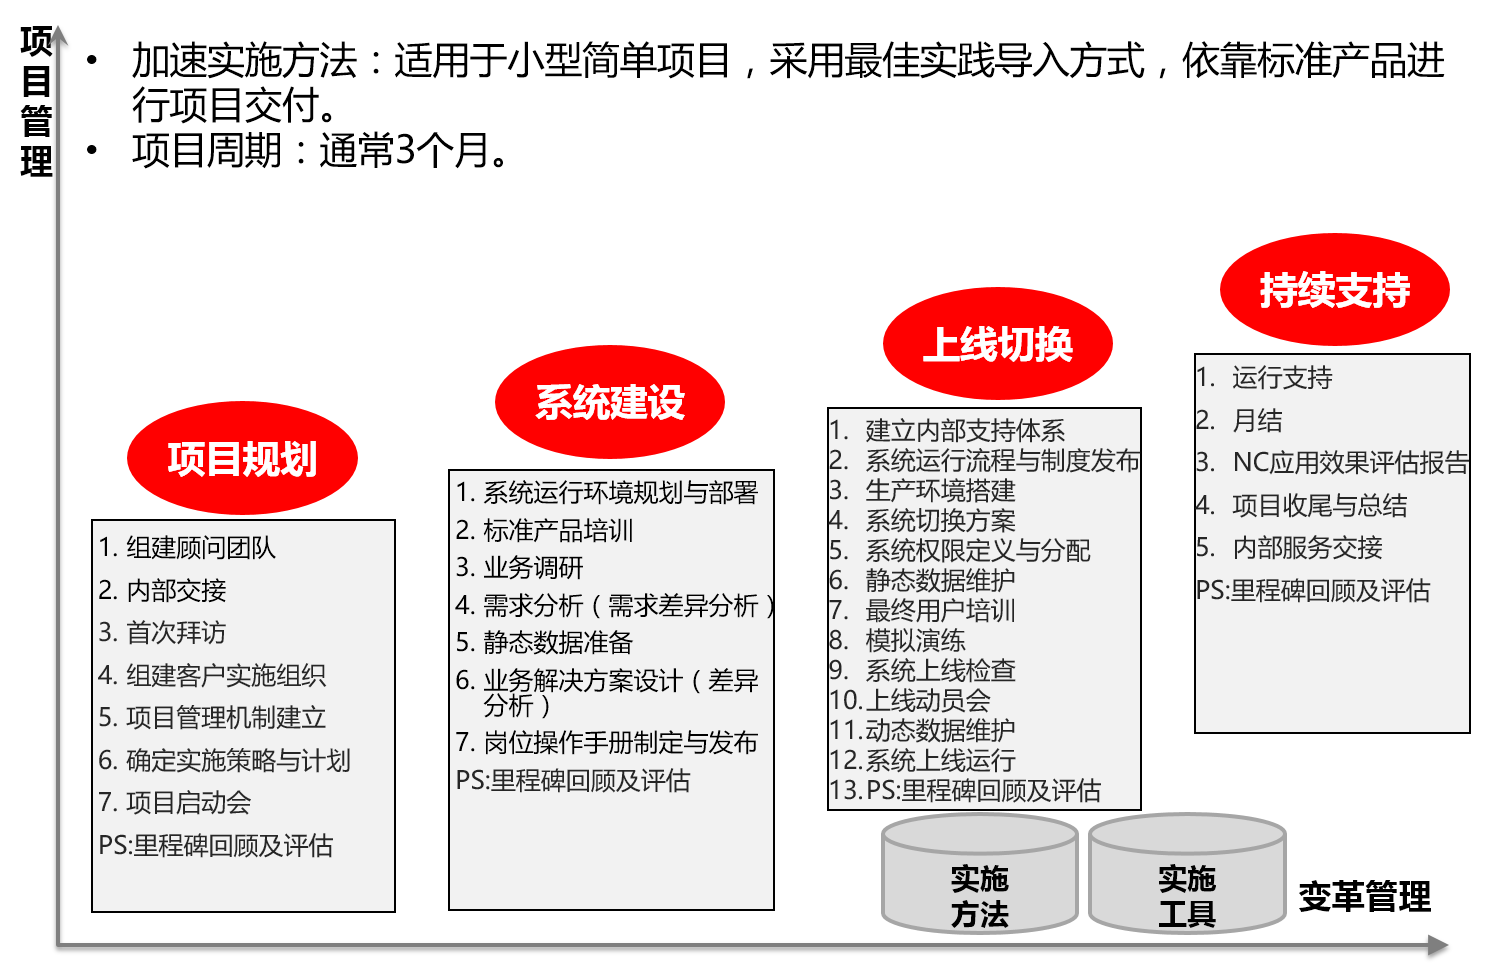 项目管理
• 加速实施方法：适用于小型简单项目，采用最佳实践导入方式，依靠标准产品进
行项目交付。
• 项目周期：通常3个月。
项目规划
1. 组建顾问团队
2. 内部交接
3. 首次拜访
4. 组建客户实施组织
5. 项目管理机制建立
6. 确定实施策略与计划
7. 项目启动会
PS:里程碑回顾及评估
系统建设
1. 系统运行环境规划与部署
2. 标准产品培训
3. 业务调研
4. 需求分析（需求差异分析）
5. 静态数据准备
6. 业务解决方案设计（差异
分析）
7. 岗位操作手册制定与发布
PS:里程碑回顾及评估
上线切换
1. 建立内部支持体系
2. 系统运行流程与制度发布
3. 生产环境搭建
4. 系统切换方案
5. 系统权限定义与分配
6. 静态数据维护
7. 最终用户培训
8. 模拟演练
9. 系统上线检查
10. 上线动员会
11. 动态数据维护
12. 系统上线运行
13. PS:里程碑回顾及评估
持续支持
1. 运行支持
2. 月结
3. NC应用效果评估报告
4. 项目收尾与总结
5. 内部服务交接
PS:里程碑回顾及评估
实施
方法
实施
工具
变革管理